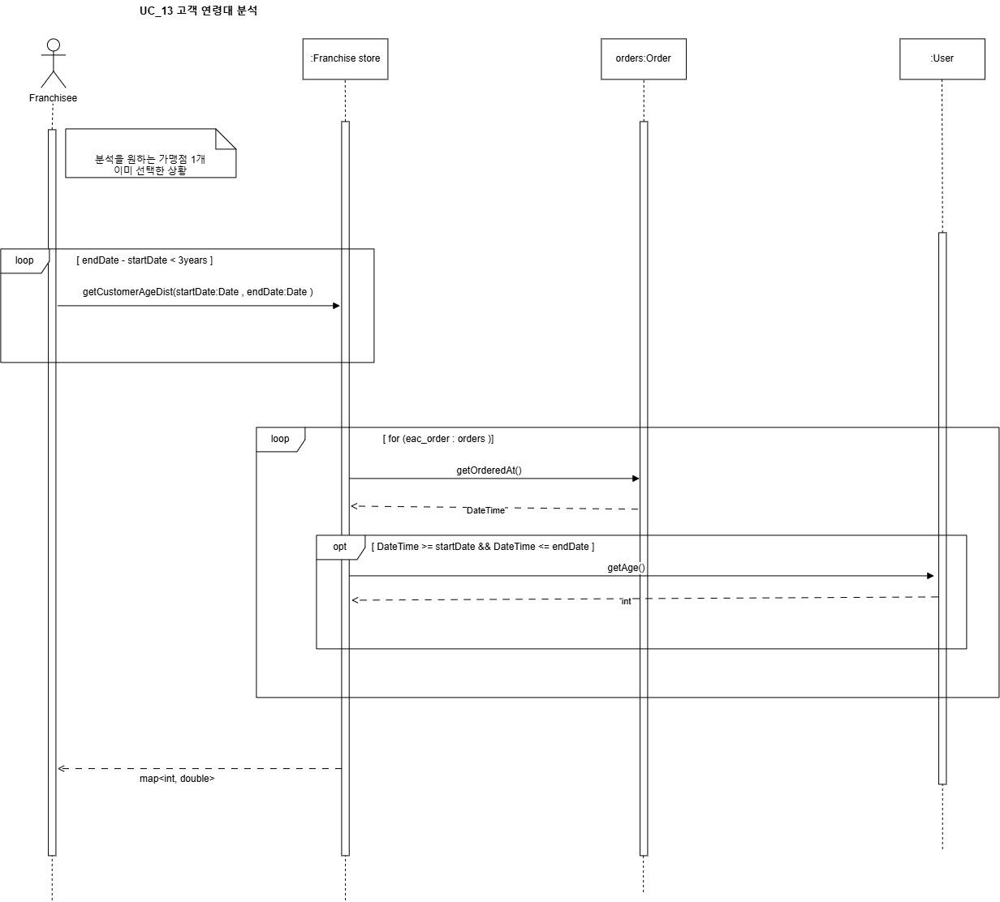 UC_13 고객 연령대 분석
:Franchise store
orders:Order
:User
Franchisee
분석을 원하는 가맹점 1개
이미 선택한 상황
loop
[ endDate - startDate < 3years ]
getCustomerAgeDist(startDate:Date , endDate:Date )
loop
[ for (eac_order : orders )]
getOrderedAt()
DateTime
opt
[ DateTime >= startDate && DateTime <= endDate ]
getAge()
int
map<int, double>